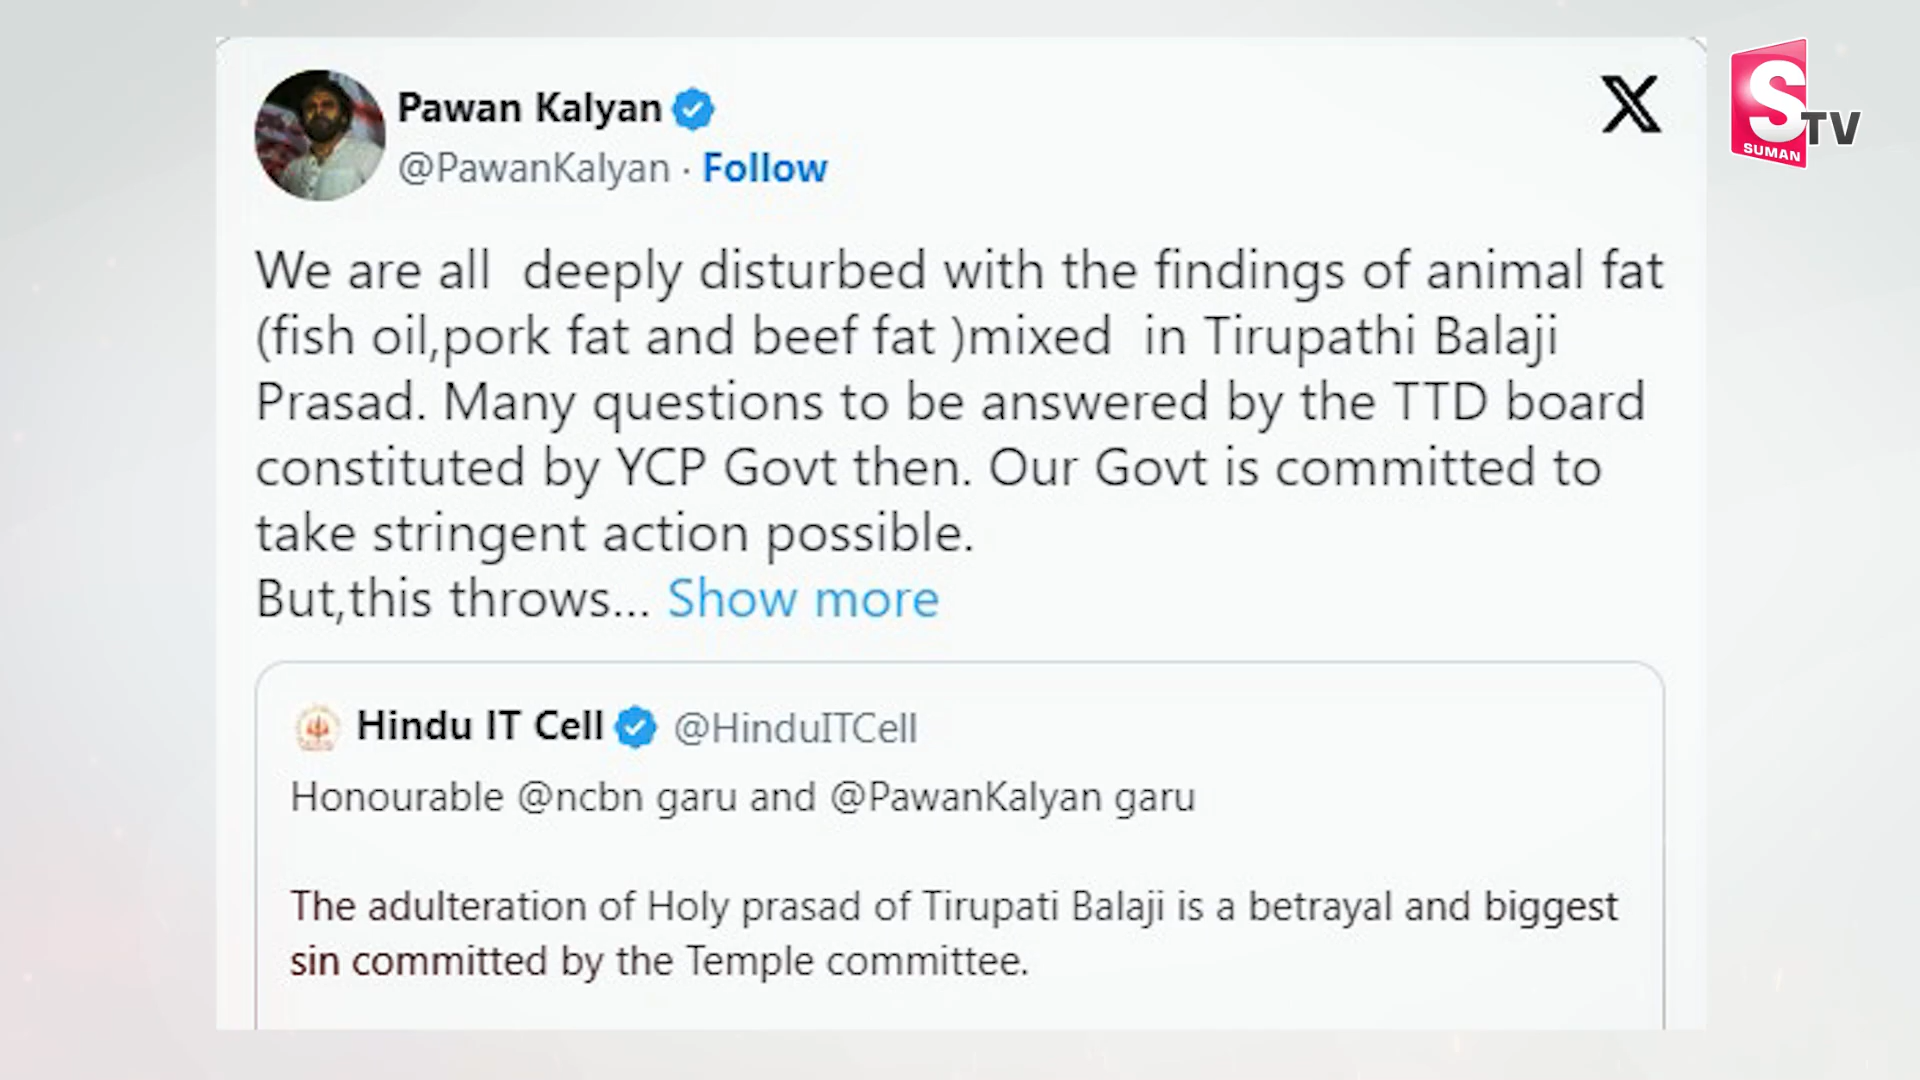 Pawan Kalyan
@PawanKalyan · Follow
X
S
TV
SUMAN
We are all  deeply disturbed with the findings of animal fat
(fish oil,pork fat and beef fat )mixed  in Tirupathi Balaji
Prasad. Many questions to be answered by the TTD board
constituted by YCP Govt then. Our Govt is committed to
take stringent action possible.
But,this throws... Show more
Hindu IT Cell @HinduITCell
Honourable @ncbn garu and @PawanKalyan garu
The adulteration of Holy prasad of Tirupati Balaji is a betrayal and biggest
sin committed by the Temple committee.